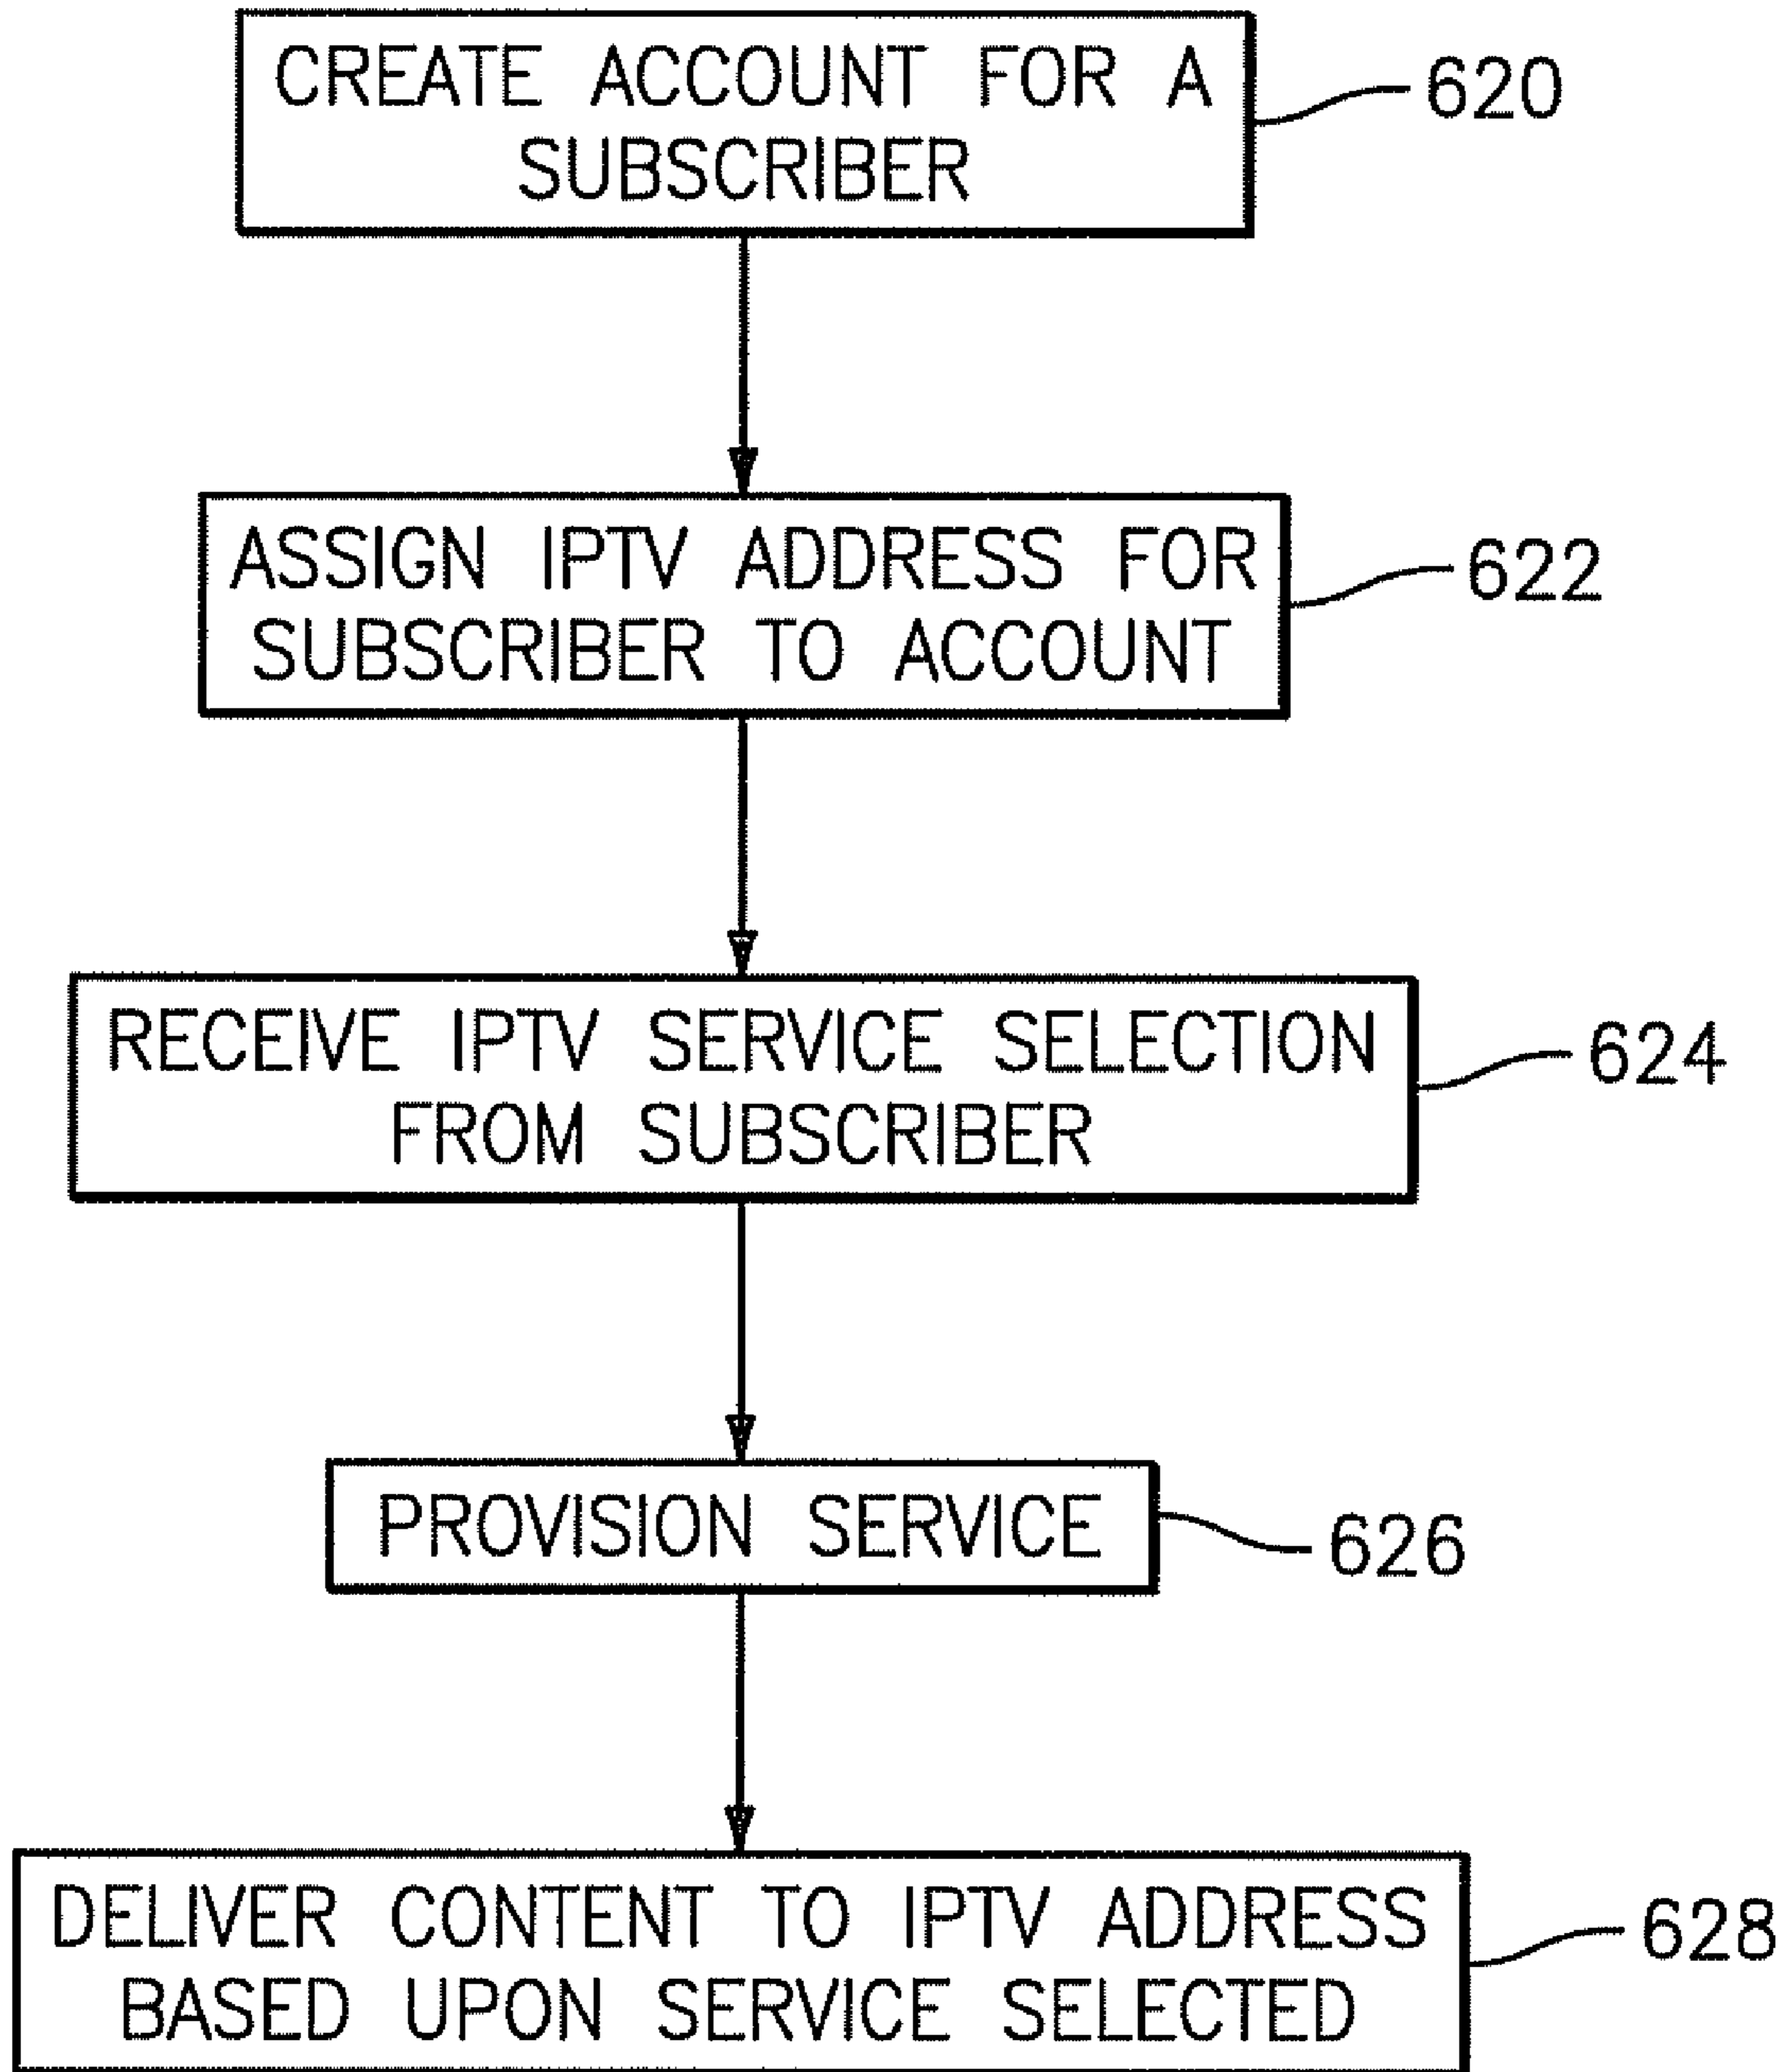 CREATE ACCOUNT FOR A
SUBSCRIBER
620
ASSIGN IPTV ADDRESS FOR
SUBSCRIBER TO ACCOUNT
622
RECEIVE IPTV SERVICE SELECTION
FROM SUBSCRIBER
624
PROVISION SERVICE
626
DELIVER CONTENT TO IPTV ADDRESS
BASED UPON SERVICE SELECTED
628